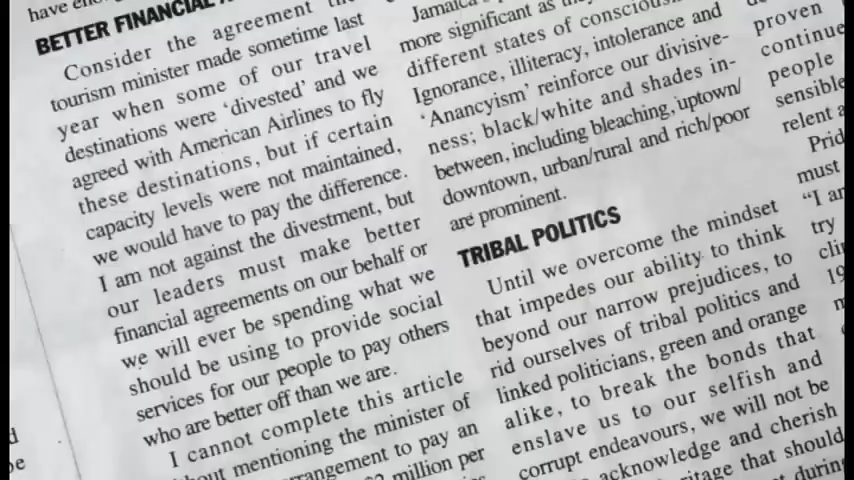 have
BETTER FINANCIAL
Consider the agreement
tourism minister made sometime last
year when some of our travel
destinations were 'divested' and we
agreed with American Airlines to fly
these destinations, but if certain
capacity levels were not maintained,
we would have to pay the difference.
I am not against the divestment, but
our leaders must make better
financial agreements on our behalf or
we will ever be spending what we
should be using to provide social
services for our people to pay others
who are better off than we are.
I cannot complete this article
mentioning the minister of
to pay an
million per
Jamaica's
more significant as
different states of
Ignorance, illiteracy, intolerance and
'Anancyism' reinforce our divisive-
ness; black/white and shades in-
between, including bleaching, uptown/
downtown, urban/rural and rich/poor
are prominent.
TRIBAL POLITICS
Until we overcome the mindset
that impedes our ability to think
beyond our narrow prejudices, to
rid ourselves of tribal politics and
linked politicians, green and orange
alike, to break the bonds that
enslave us to our selfish and
corrupt endeavours, we will not be
acknowledge and cherish
that should
proven
continue
people
sensible
relent
must
"I
try